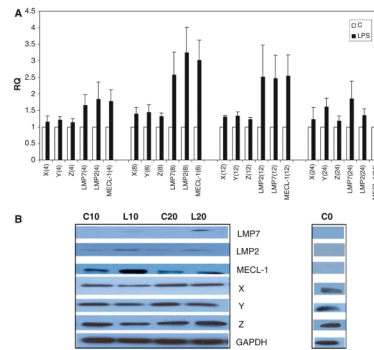 A
4.5
4
3.5
3
2.5
2
1.5
1
0.5
0
RQ
C
LPS
X(4)
Y(4)
Z(4)
LMP7(4)
LMP2(4)
MECL-1(4)
X(8)
Y(8)
Z(8)
LMP7(8)
LMP2(8)
MECL-1(8)
X(12)
Y(12)
Z(12)
LMP7(12)
LMP2(12)
MECL-1(12)
X(24)
Y(24)
Z(24)
LMP7(24)
LMP2(24)
B
C10 L10 C20 L20 C0
LMP7
LMP2
MECL-1
X
Y
Z
GAPDH